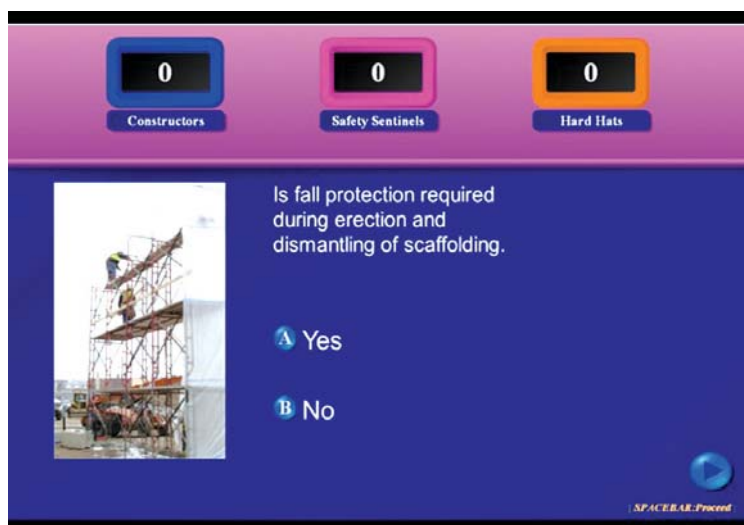 0
0
0
Constructors
Safety Sentinels
Hard Hats
Is fall protection required
during erection and
dismantling of scaffolding.
A Yes
B No
SPACEBAR:Proceed